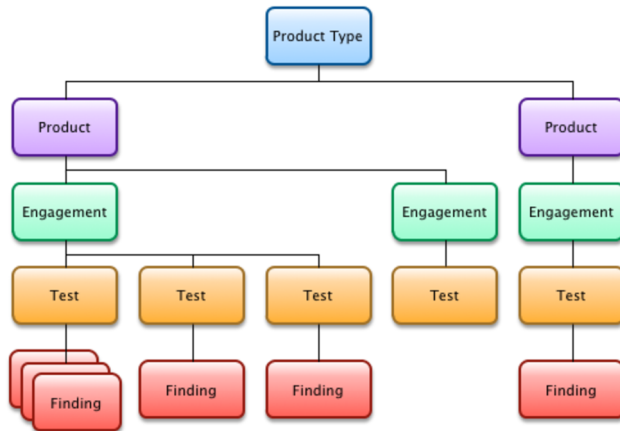 Product Type
Product
Product
Engagement
Engagement
Engagement
Test
Test
Test
Test
Test
Finding
Finding
Finding
Finding